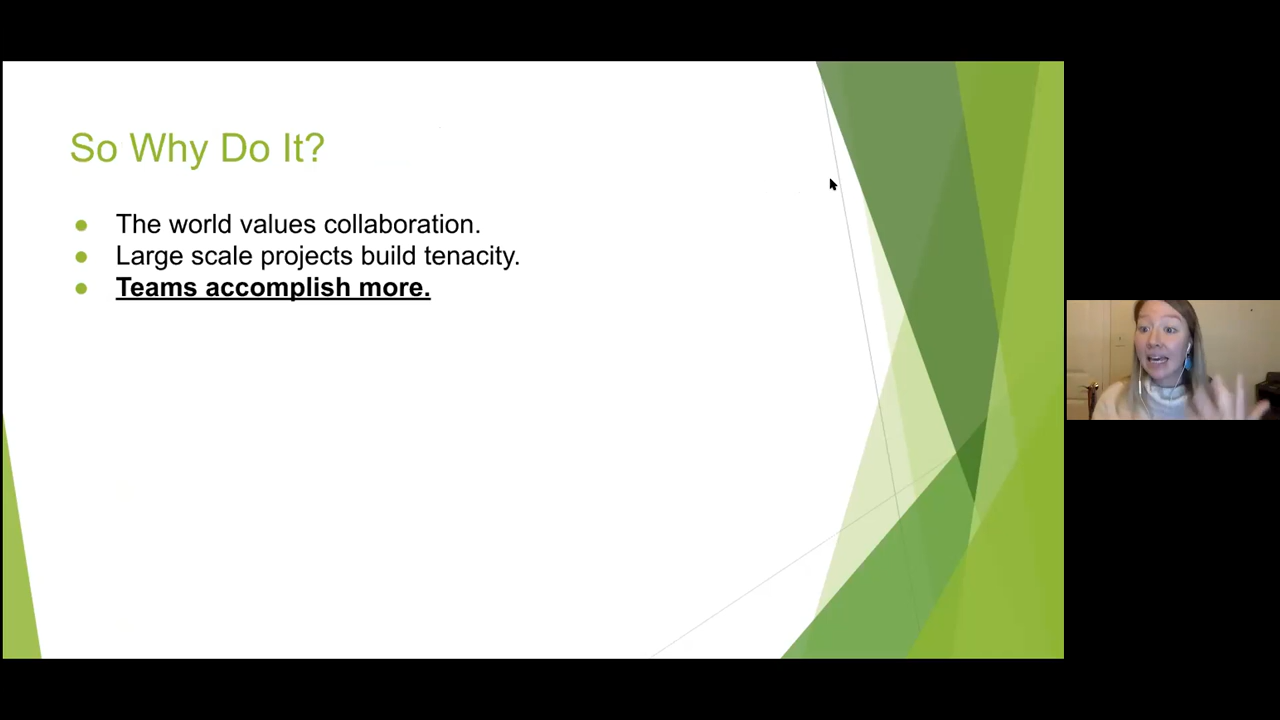 So Why Do It?
The world values collaboration.
Large scale projects build tenacity.
Teams accomplish more.